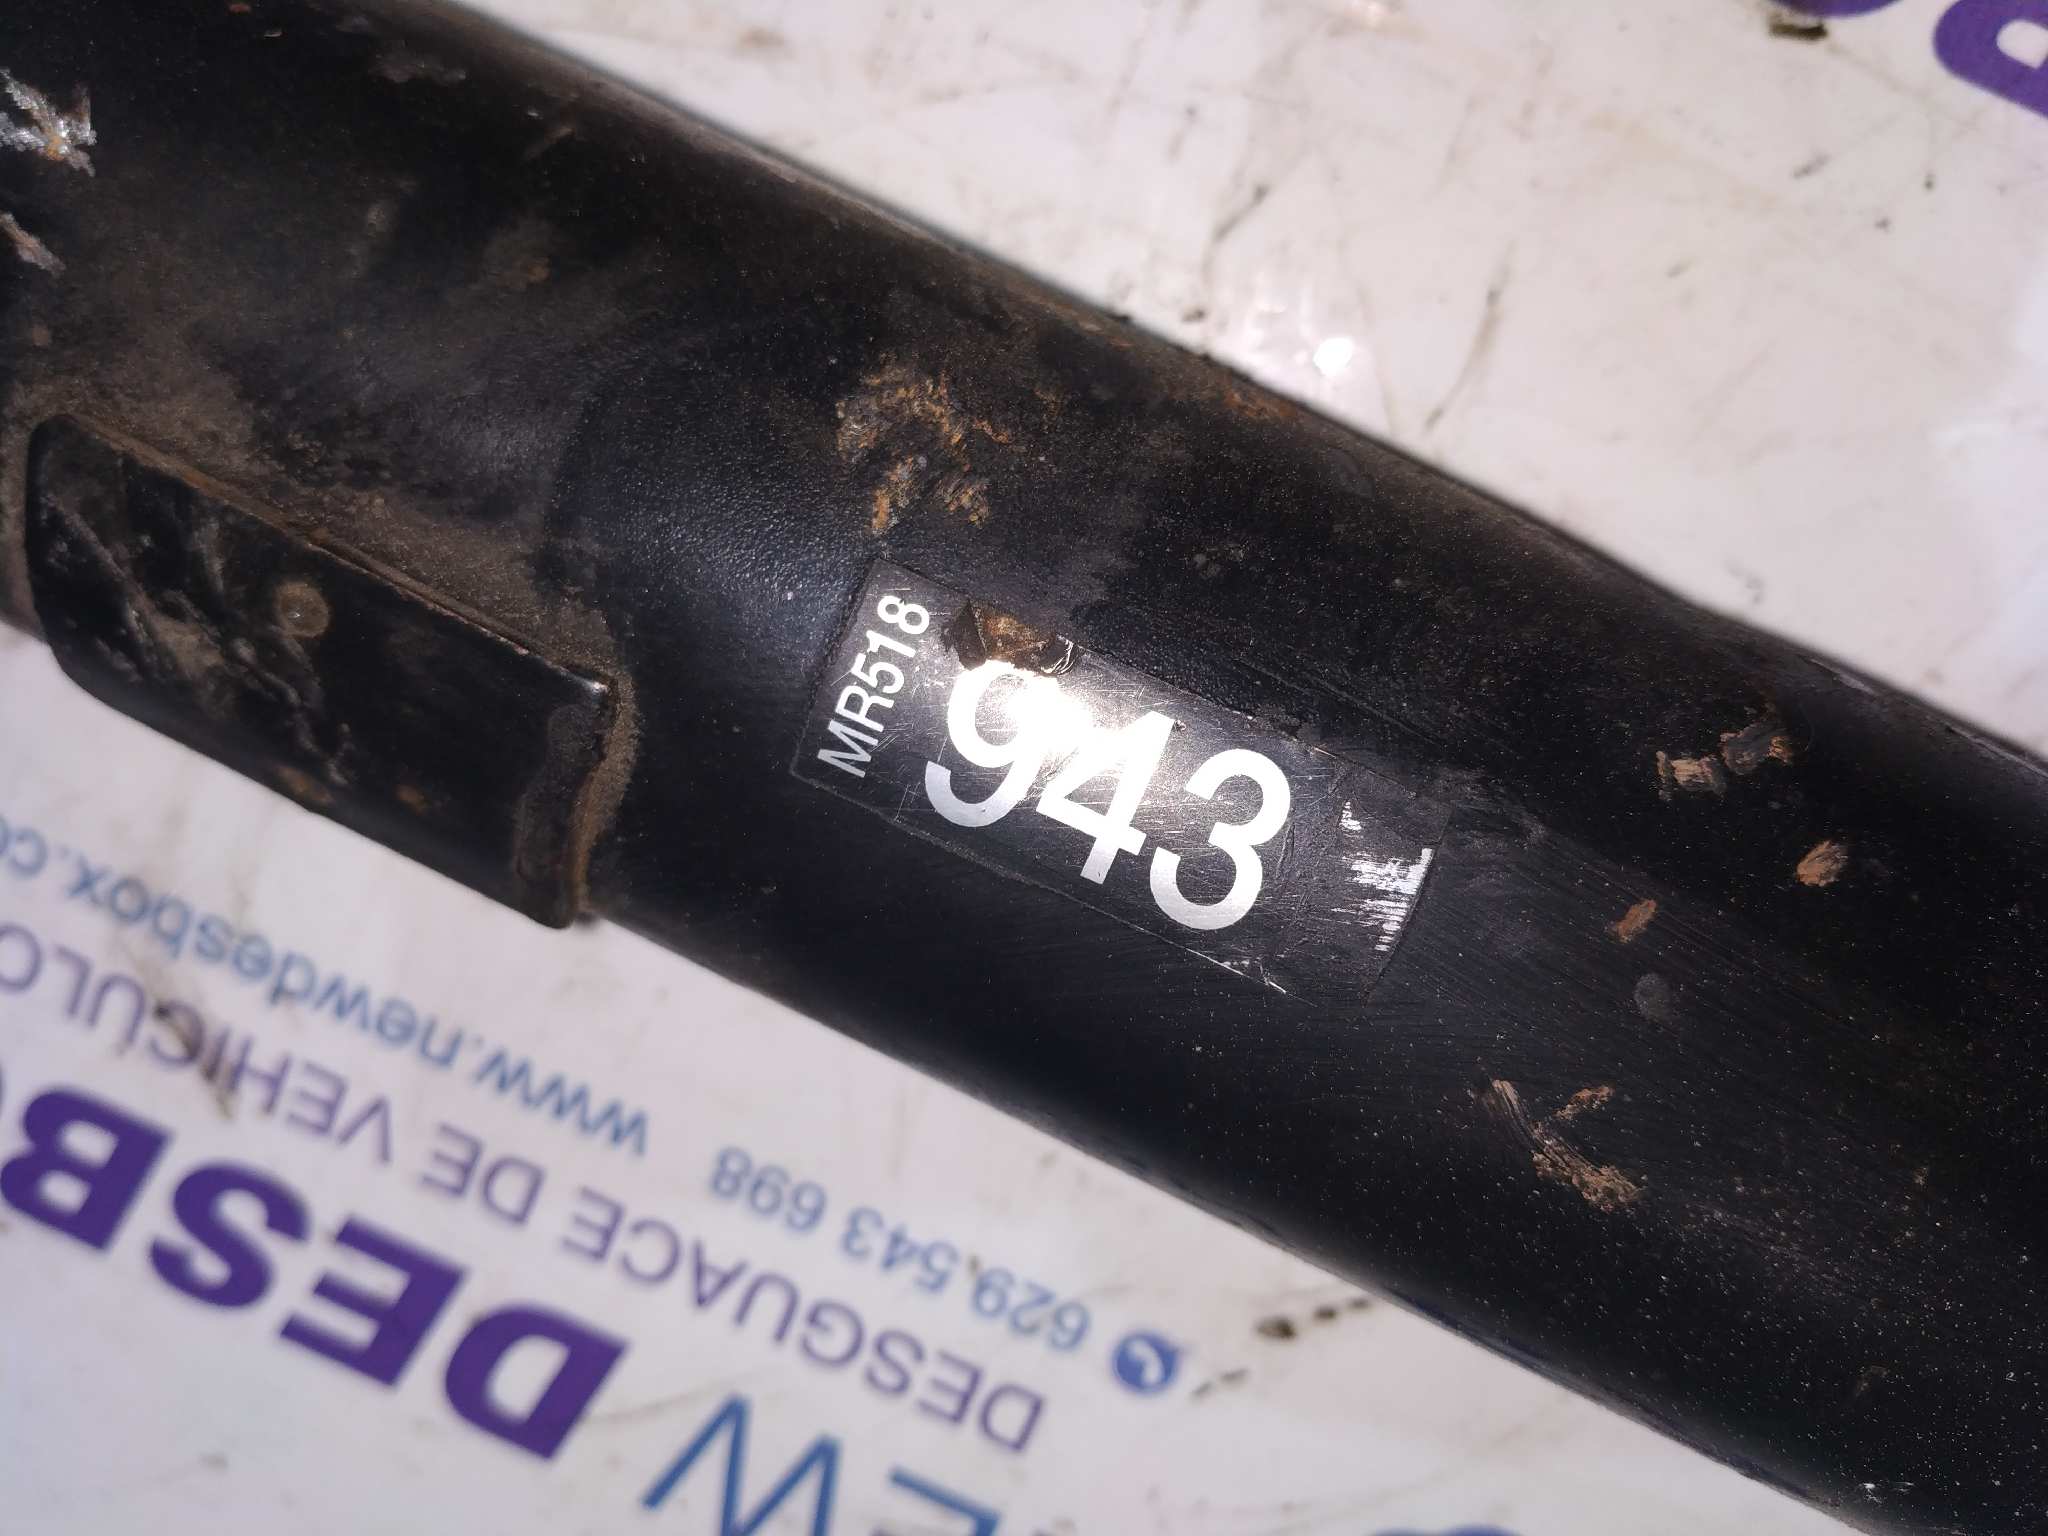 MR518
943
NEW DESB
DESGUACE DE VEHICULO
629.543 698 www.newdesbox.co